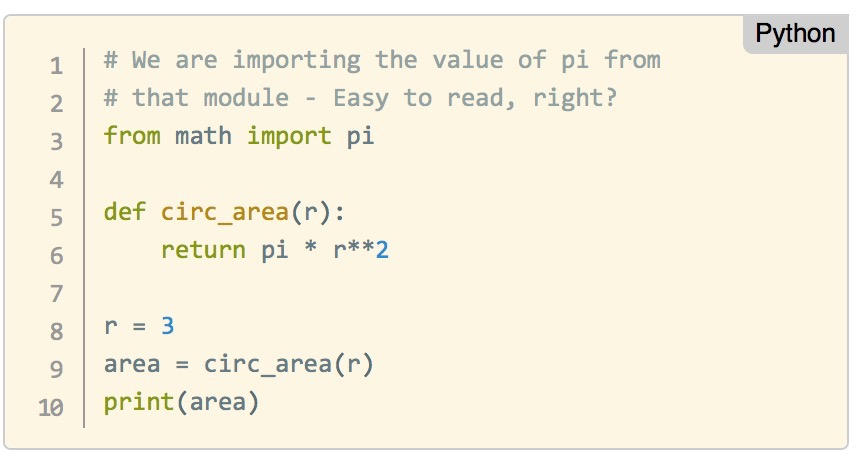 Python
1 # We are importing the value of pi from
2 # that module - Easy to read, right?
3 from math import pi
4
5 def circ_area(r):
6     return pi * r**2
7
8 r = 3
9 area = circ_area(r)
10 print(area)